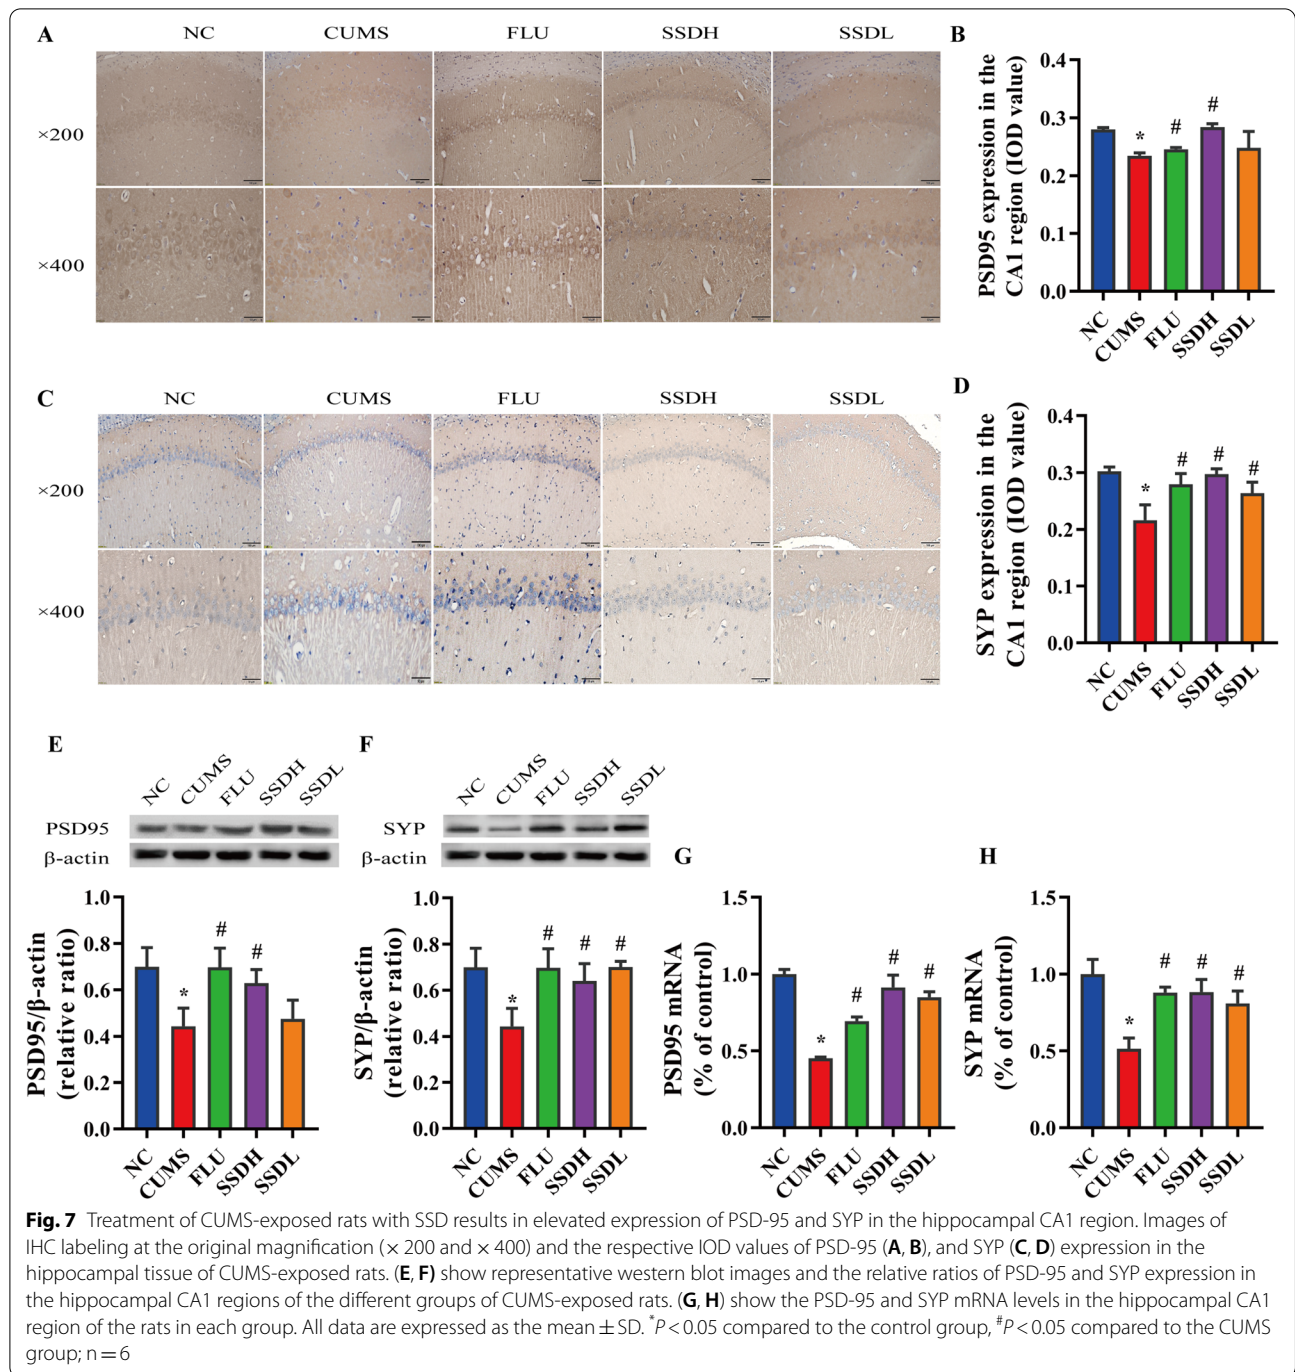 A
NC CUMS FLU SSDH SSDL
×200
×400
B
PSD95 expression in the
CA1 region (IOD value)
0.4
0.3
0.2
0.1
0.0
* # #
NC CUMS FLU SSDH SSDL
C
NC CUMS FLU SSDH SSDL
×200
×400
D
SYP expression in the
CA1 region (IOD value)
0.4
0.3
0.2
0.1
0.0
* # # #
NC CUMS FLU SSDH SSDL
E
NC CUMS FLU SSDH SSDL
PSD95
β-actin
PSD95/β-actin
(relative ratio)
1.0
0.8
0.6
0.4
0.2
0.0
* # #
NC CUMS FLU SSDH SSDL
F
NC CUMS FLU SSDH SSDL
SYP
β-actin
SYP/β-actin
(relative ratio)
1.0
0.8
0.6
0.4
0.2
0.0
* # # #
NC CUMS FLU SSDH SSDL
G
PSD95 mRNA
(% of control)
1.5
1.0
0.5
0.0
* # # #
NC CUMS FLU SSDH SSDL
H
SYP mRNA
(% of control)
1.5
1.0
0.5
0.0
* # # #
NC CUMS FLU SSDH SSDL
Fig. 7 Treatment of CUMS-exposed rats with SSD results in elevated expression of PSD-95 and SYP in the hippocampal CA1 region. Images of
IHC labeling at the original magnification (× 200 and × 400) and the respective IOD values of PSD-95 (A, B), and SYP (C, D) expression in the
hippocampal tissue of CUMS-exposed rats. (E, F) show representative western blot images and the relative ratios of PSD-95 and SYP expression in
the hippocampal CA1 regions of the different groups of CUMS-exposed rats. (G, H) show the PSD-95 and SYP mRNA levels in the hippocampal CA1
region of the rats in each group. All data are expressed as the mean ± SD. *P < 0.05 compared to the control group, #P < 0.05 compared to the CUMS
group; n = 6